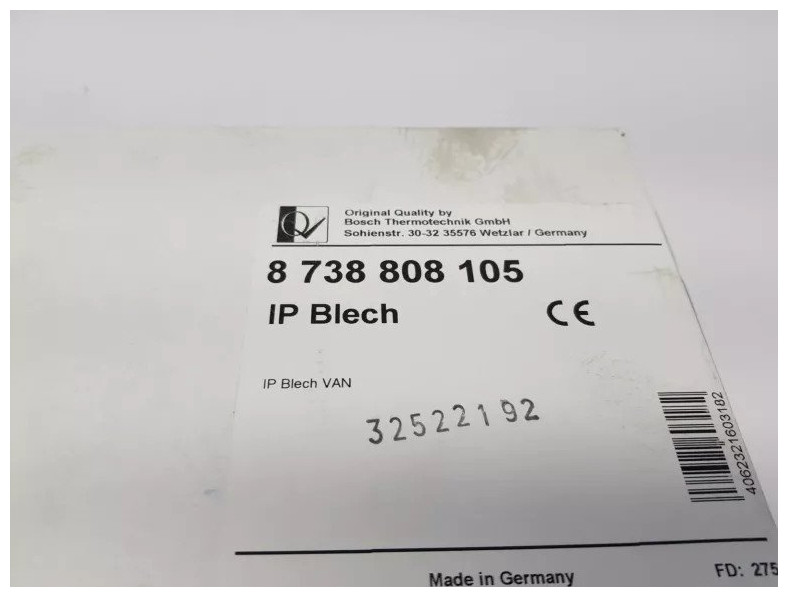 QV
Original Quality by
Bosch Thermotechnik GmbH
Sohienstr. 30-32 35576 Wetzlar / Germany
8 738 808 105
IP Blech
CE
IP Blech VAN
32522192
4062321603182
Made in Germany
FD: 275